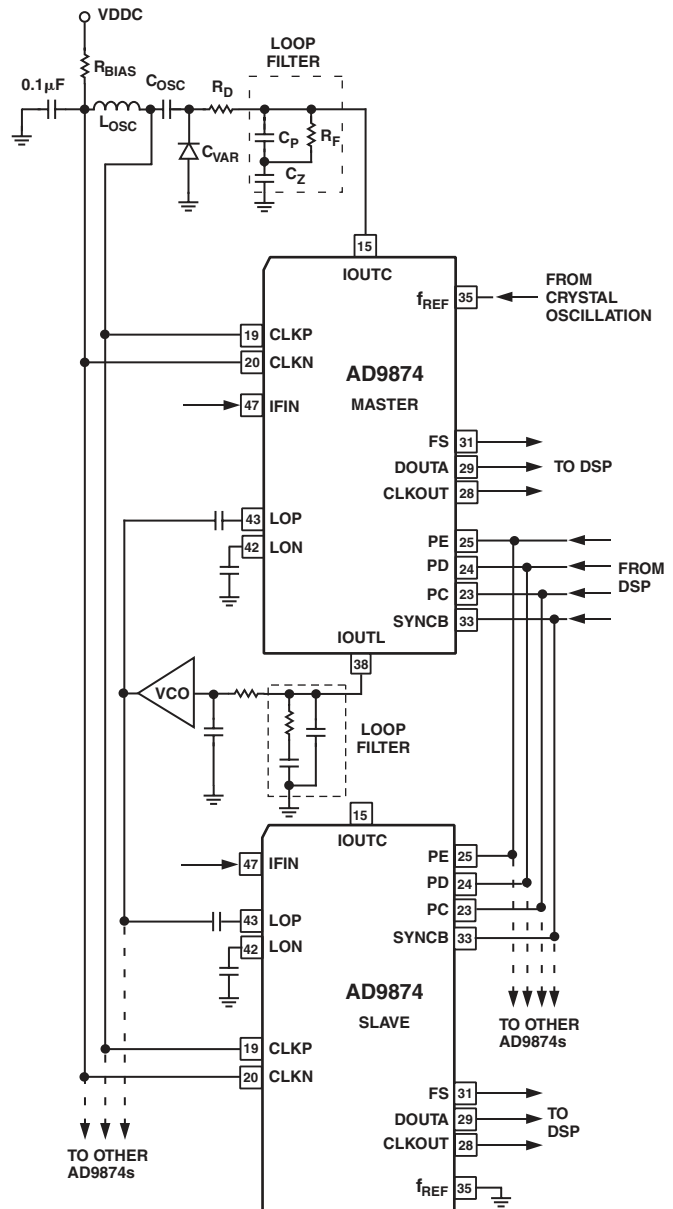 VDDC
RBIAS
0.1µF
LOSC
COSC
CVAR
RD
LOOP
FILTER
CP
RF
CZ
15
IOUTC
fREF
35
FROM
CRYSTAL
OSCILLATION
19
CLKP
20
CLKN
AD9874
MASTER
47
IFIN
FS
31
DOUTA
29
TO DSP
CLKOUT
28
43
LOP
42
LON
PE
25
PD
24
FROM
DSP
PC
23
SYNCB
33
IOUTL
38
VCO
LOOP
FILTER
15
IOUTC
47
IFIN
PE
25
PD
24
PC
23
SYNCB
33
43
LOP
42
LON
AD9874
SLAVE
TO OTHER
AD9874s
19
CLKP
20
CLKN
FS
31
DOUTA
29
TO
DSP
CLKOUT
28
TO OTHER
AD9874s
fREF
35